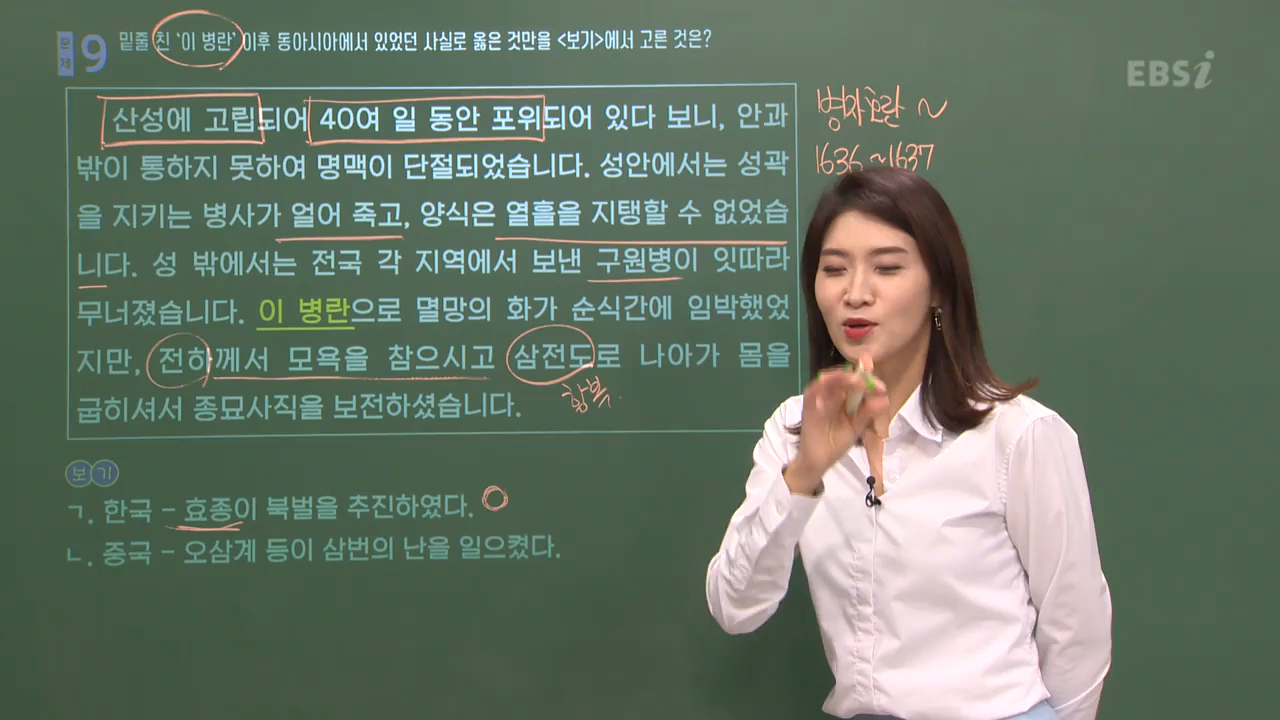 문제 9 밑줄 친 '이 병란' 이후 동아시아에서 있었던 사실로 옳은 것만을 <보기>에서 고른 것은?
EBSi
산성에 고립되어 40여 일 동안 포위되어 있다 보니, 안과
밖이 통하지 못하여 명맥이 단절되었습니다. 성안에서는 성곽
을 지키는 병사가 얼어 죽고, 양식은 열흘을 지탱할 수 없었습
니다. 성 밖에서는 전국 각 지역에서 보낸 구원병이 잇따라
무너졌습니다. 이 병란으로 멸망의 화가 순식간에 임박했었
지만, 전하께서 모욕을 참으시고 삼전도로 나아가 몸을
굽히셔서 종묘사직을 보전하셨습니다.
항복.
병자호란 ~
1636~1637
보기
ㄱ. 한국 - 효종이 북벌을 추진하였다.
ㄴ. 중국 - 오삼계 등이 삼번의 난을 일으켰다.